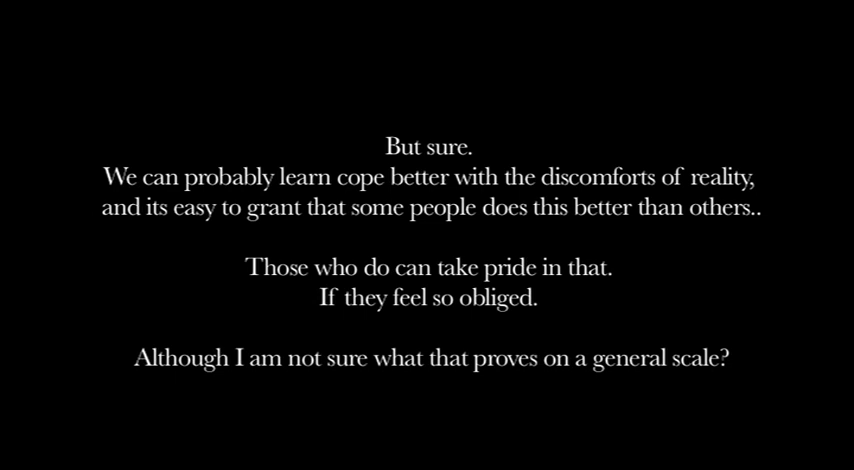 But sure.
We can probably learn cope better with the discomforts of reality,
and its easy to grant that some people does this better than others..
Those who do can take pride in that.
If they feel so obliged.
Although I am not sure what that proves on a general scale?